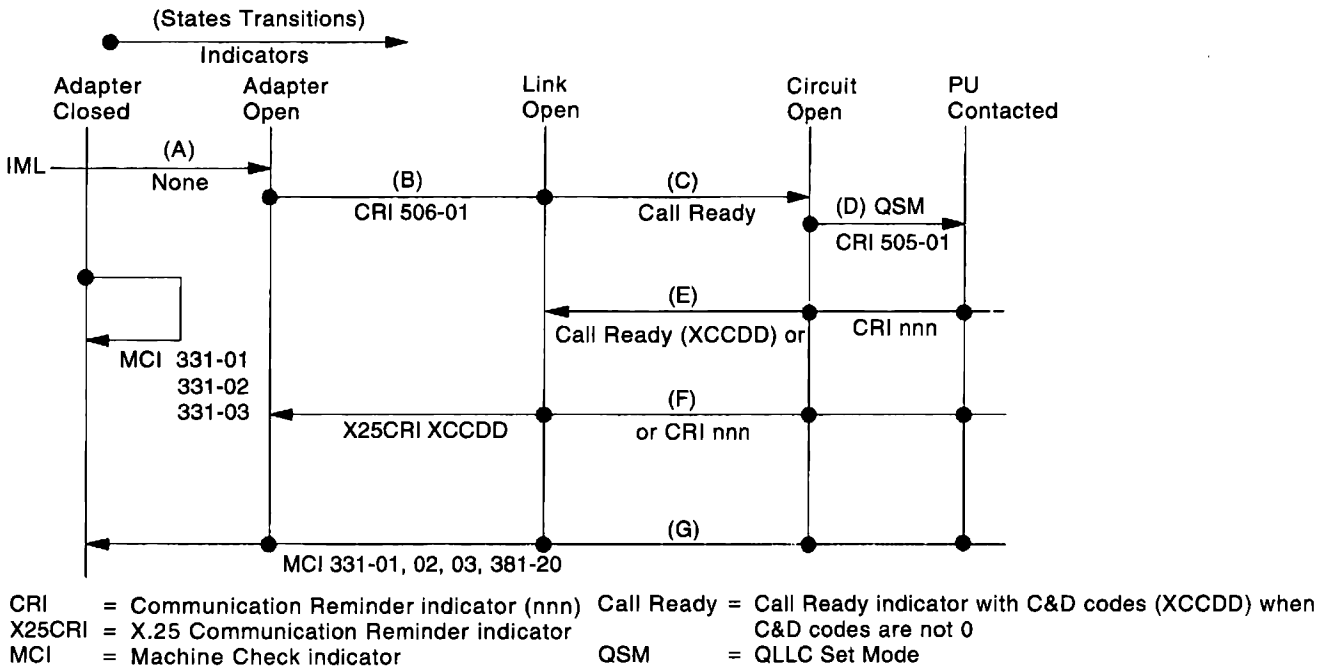 (States Transitions)
Indicators
Adapter Closed
Adapter Open
Link Open
Circuit Open
PU Contacted
IML
(A)
None
(B)
CRI 506-01
(C)
Call Ready
(D) QSM
CRI 505-01
(E)
Call Ready (XCCDD) or
CRI nnn
MCI 331-01
331-02
331-03
(F)
X25CRI XCCDD
or CRI nnn
(G)
MCI 331-01, 02, 03, 381-20
CRI = Communication Reminder indicator (nnn)
X25CRI = X.25 Communication Reminder indicator
MCI = Machine Check indicator
Call Ready = Call Ready indicator with C&D codes (XCCDD) when
C&D codes are not 0
QSM = QLLC Set Mode